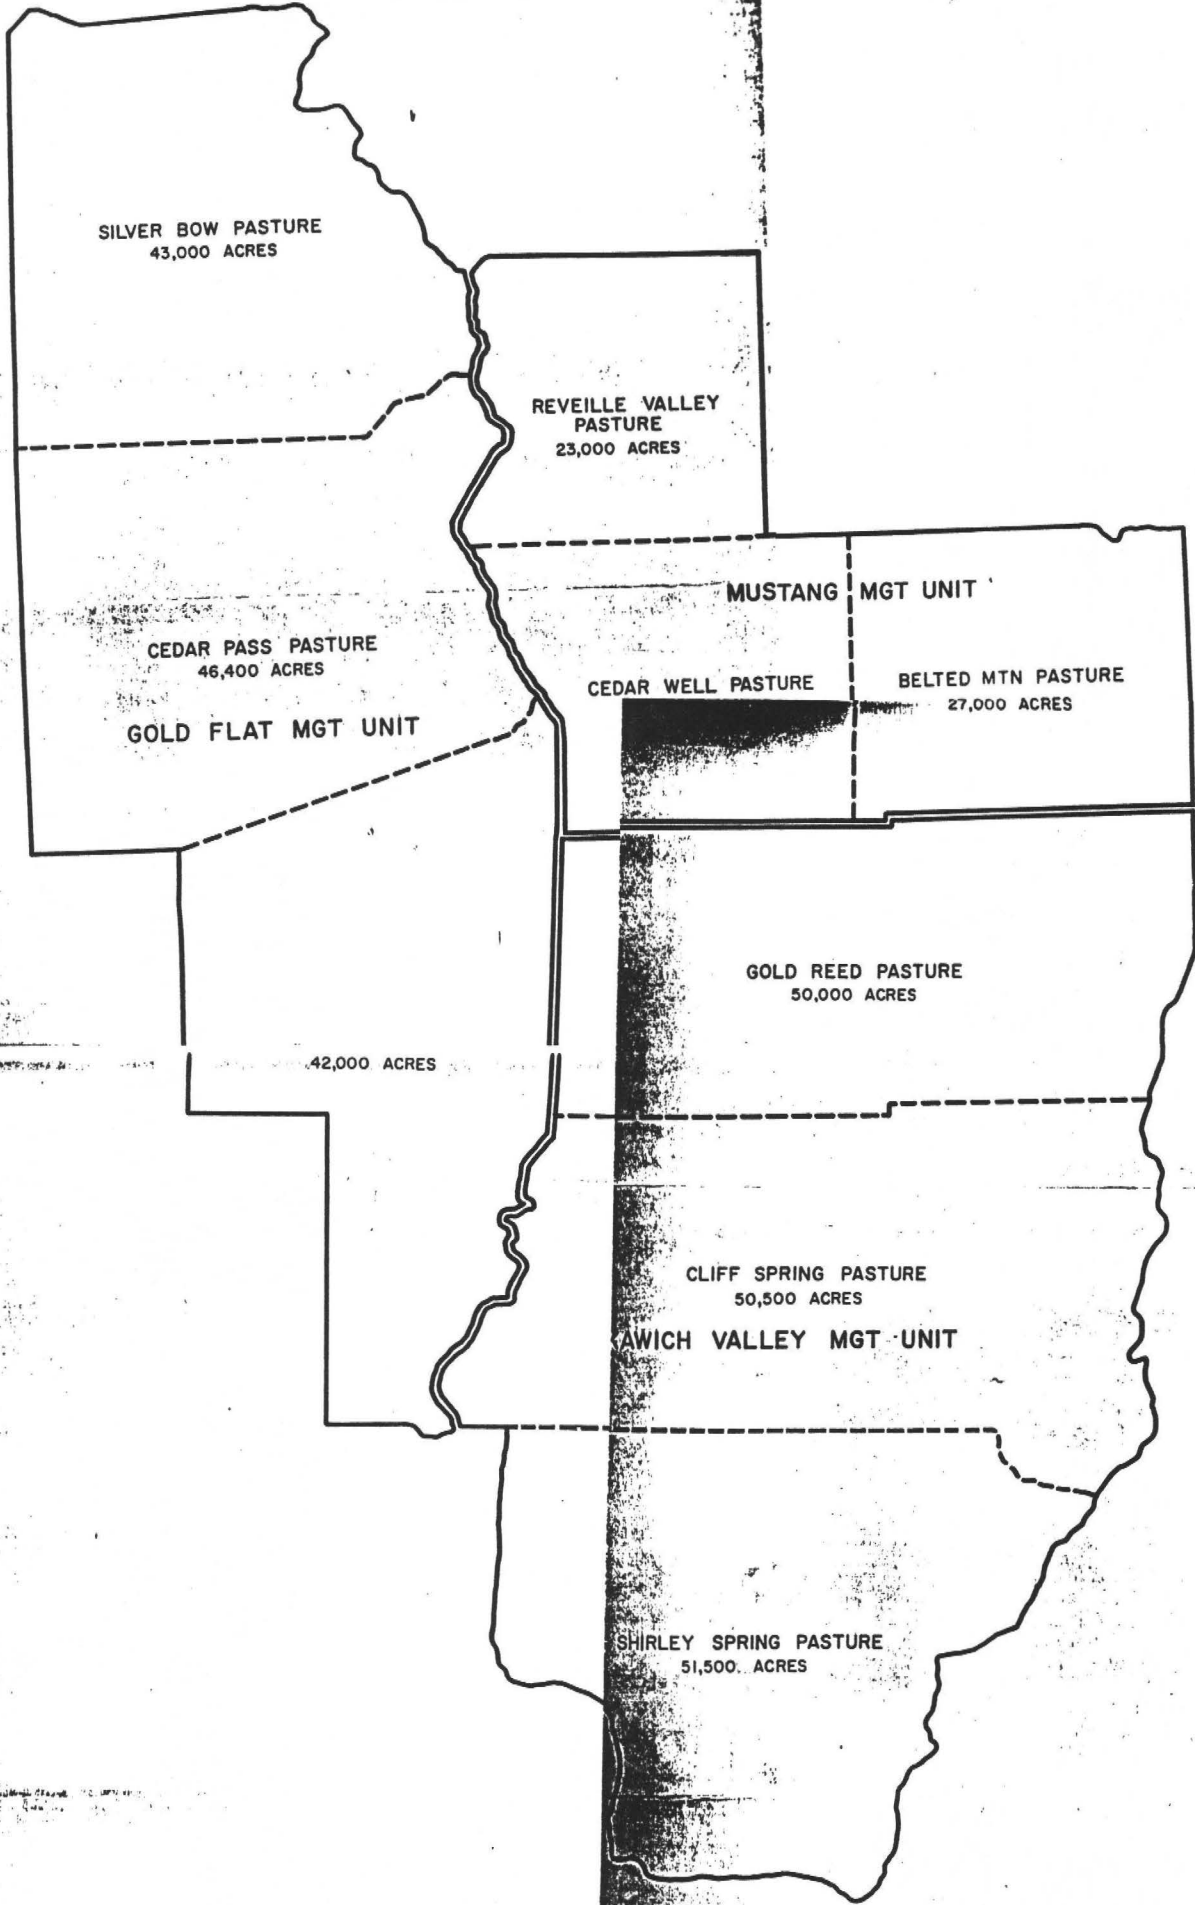 SILVER BOW PASTURE
43,000 ACRES
REVEILLE VALLEY
PASTURE
23,000 ACRES
MUSTANG MGT UNIT
CEDAR PASS PASTURE
46,400 ACRES
GOLD FLAT MGT UNIT
CEDAR WELL PASTURE
BELTED MTN PASTURE
27,000 ACRES
GOLD REED PASTURE
50,000 ACRES
42,000 ACRES
CLIFF SPRING PASTURE
50,500 ACRES
AWICH VALLEY MGT UNIT
SHIRLEY SPRING PASTURE
51,500 ACRES